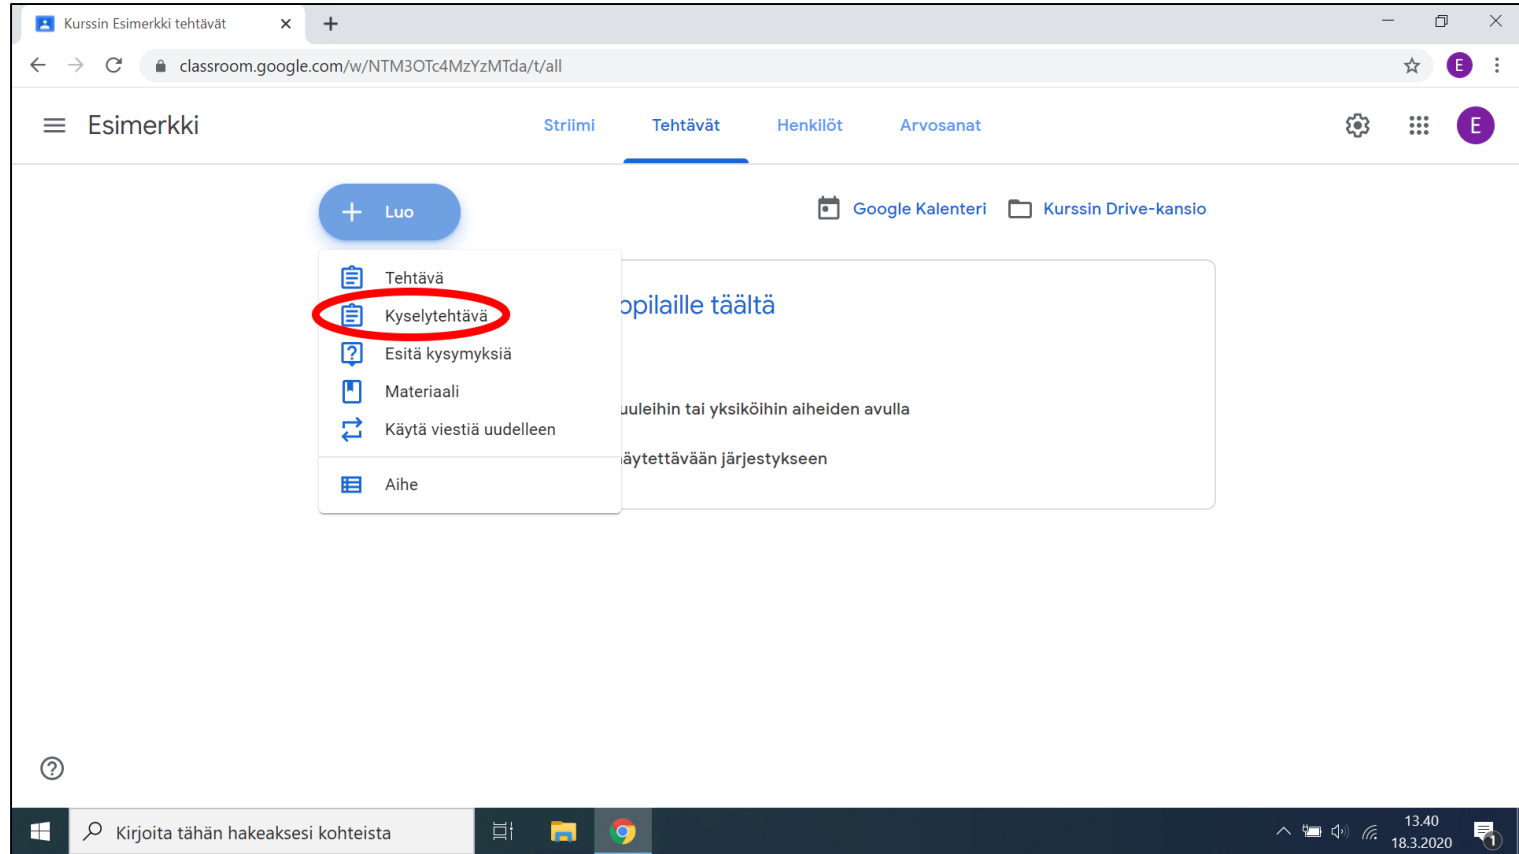 Kurssin Esimerkki tehtävät
classroom.google.com/w/NTM3OTc4MzYzMTda/t/all
E
Esimerkki
Striimi Tehtävät Henkilöt Arvosanat
E
Luo
Google Kalenteri Kurssin Drive-kansio
Tehtävä
ppilaille täältä
Kyselytehtävä
Esitä kysymyksiä
Materiaali
uuleihin tai yksiköihin aiheiden avulla
Käytä viestiä uudelleen
äytettävään järjestykseen
Aihe
Kirjoita tähän hakeaksesi kohteista
13.40
18.3.2020
1